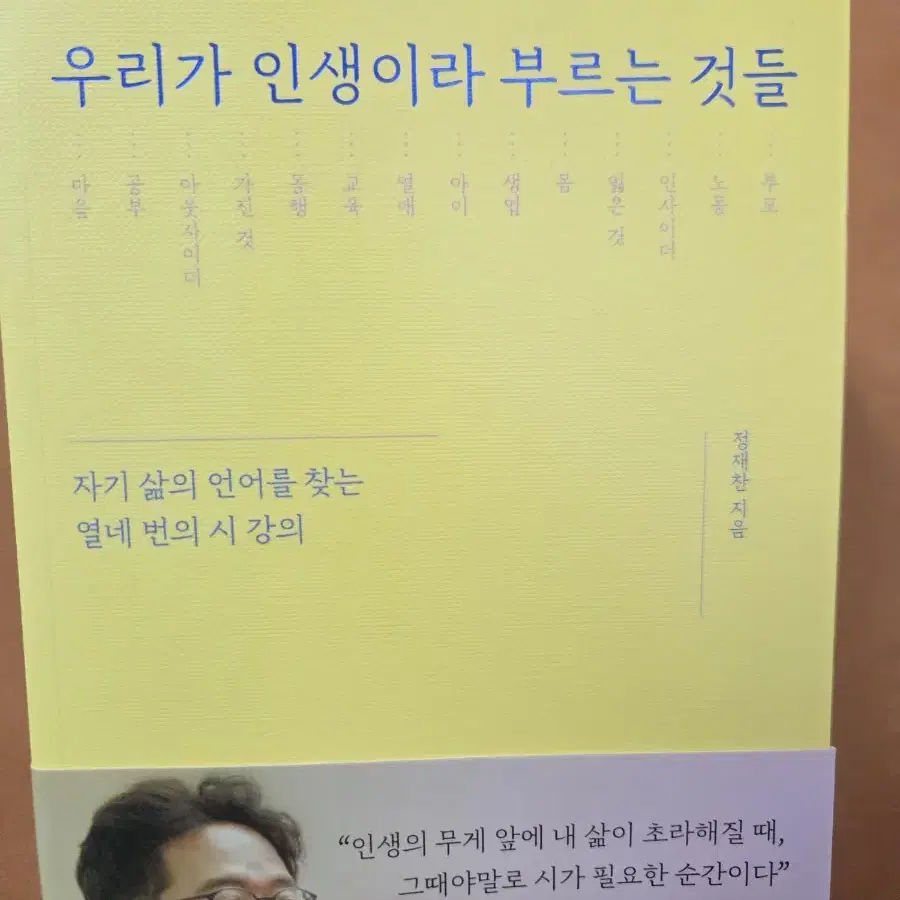 우리가 인생이라 부르는 것들
마음
공부
아웃사이더
가진 것
동행
교육
열애
아이
생업
몸
잃은 것
인사이더
노동
부모
자기 삶의 언어를 찾는
열네 번의 시 강의
정재찬 지음
“인생의 무게 앞에 내 삶이 초라해질 때,
그때야말로 시가 필요한 순간이다”